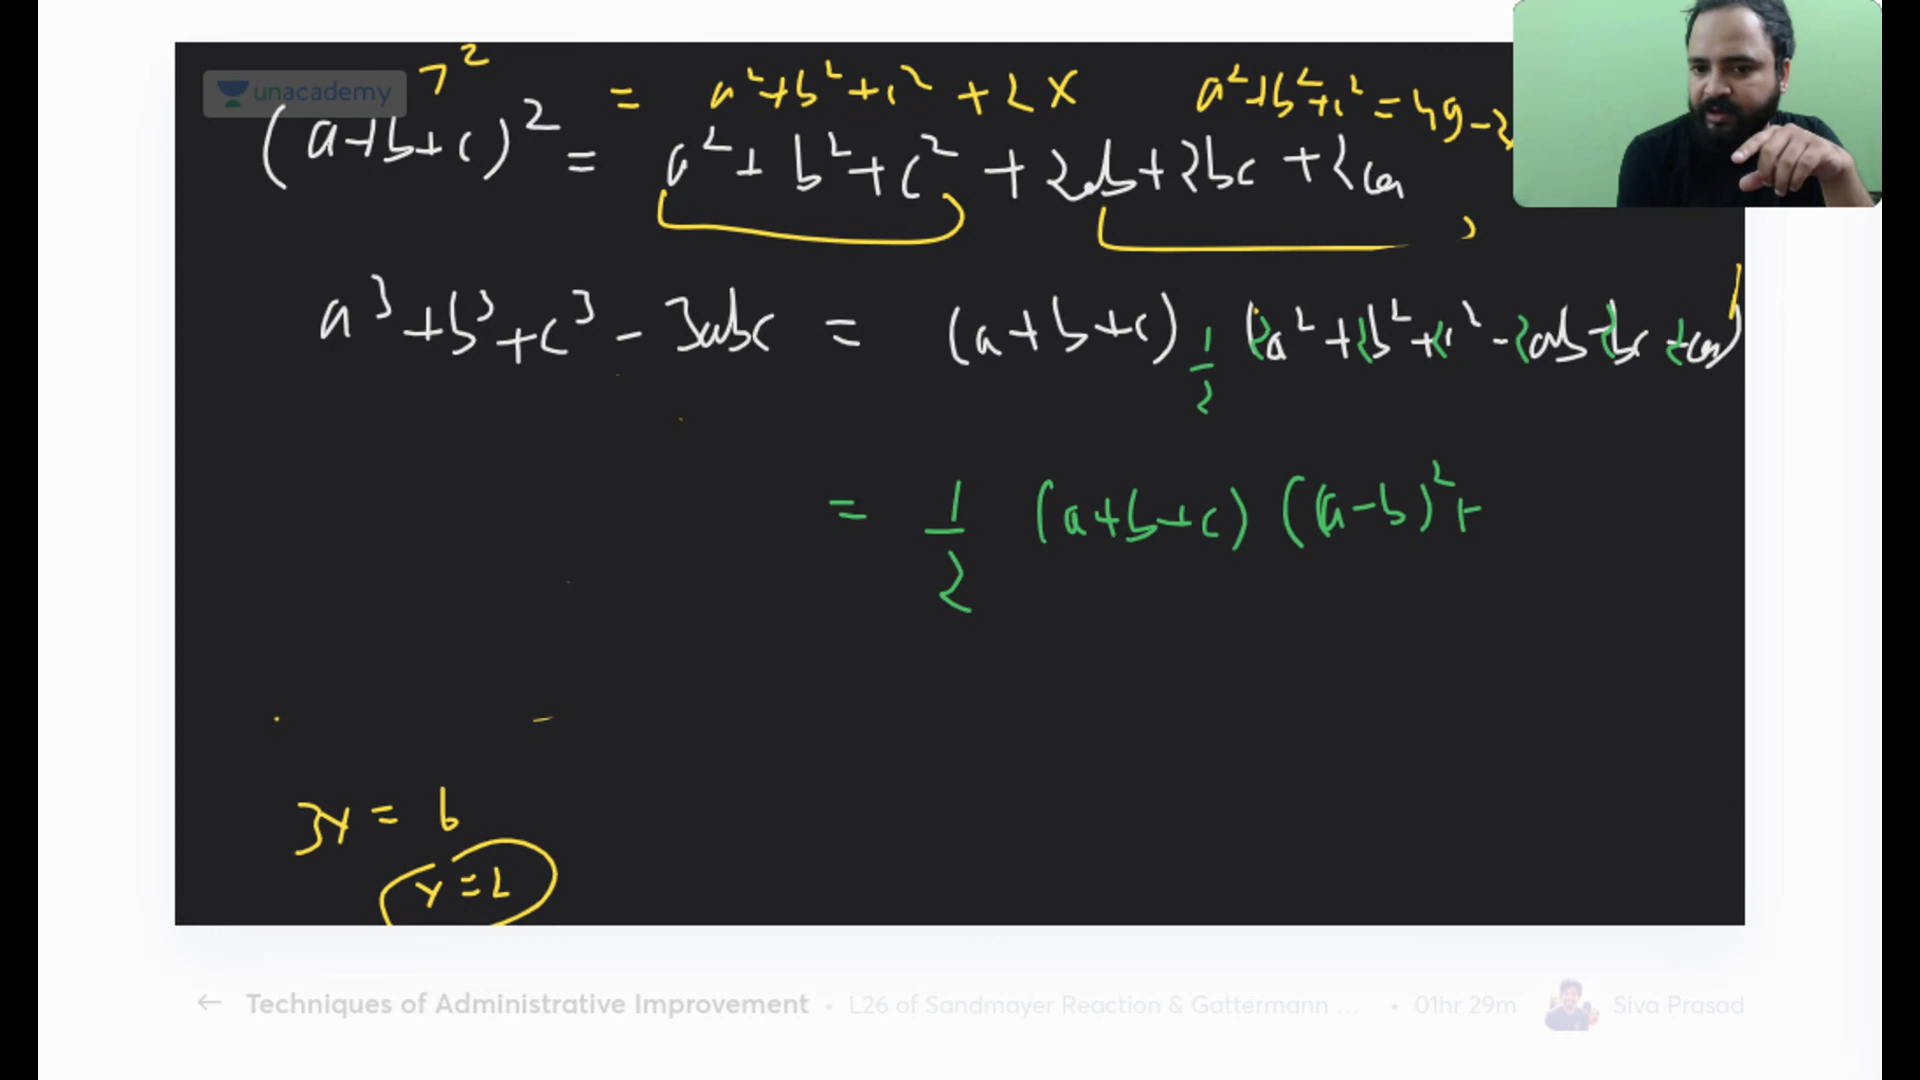 unacademy
7² = a²+b²+c² + 2x a²+b²+c² = 49-2
(a+b+c)² = a² + b² + c² + 2ab + 2bc + 2ca
a³ + b³ + c³ - 3abc = (a+b+c) 1/2 (2a² + 2b² + 2c² - 2ab - 2bc - 2ca)
= 1/2 (a+b+c) ((a-b)² +
3y = 6
y = 2
← Techniques of Administrative Improvement • L26 of Sandmayer Reaction & Gattermann ... • 01hr 29m Siva Prasad